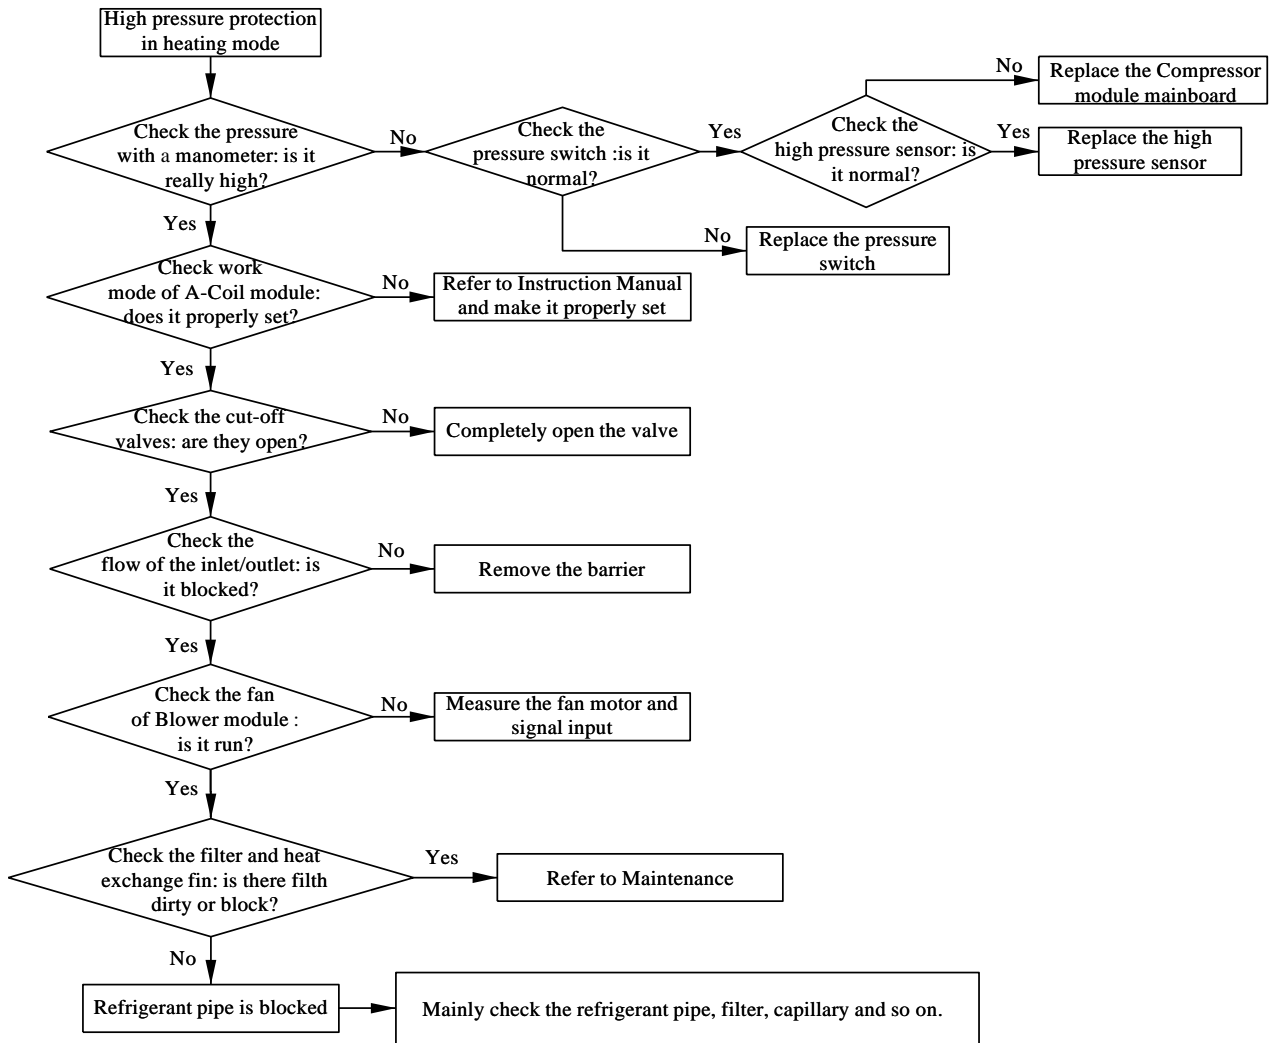 High pressure protection
in heating mode
Check the pressure
with a manometer: is it
really high?
No
Check the
pressure switch :is it
normal?
Yes
Check the
high pressure sensor: is
it normal?
No
Replace the Compressor
module mainboard
Yes
Replace the high
pressure sensor
No
Replace the pressure
switch
Yes
Check work
mode of A-Coil module:
does it properly set?
No
Refer to Instruction Manual
and make it properly set
Yes
Check the cut-off
valves: are they open?
No
Completely open the valve
Yes
Check the
flow of the inlet/outlet: is
it blocked?
No
Remove the barrier
Yes
Check the fan
of Blower module :
is it run?
No
Measure the fan motor and
signal input
Yes
Check the filter and heat
exchange fin: is there filth
dirty or block?
Yes
Refer to Maintenance
No
Refrigerant pipe is blocked
Mainly check the refrigerant pipe, filter, capillary and so on.